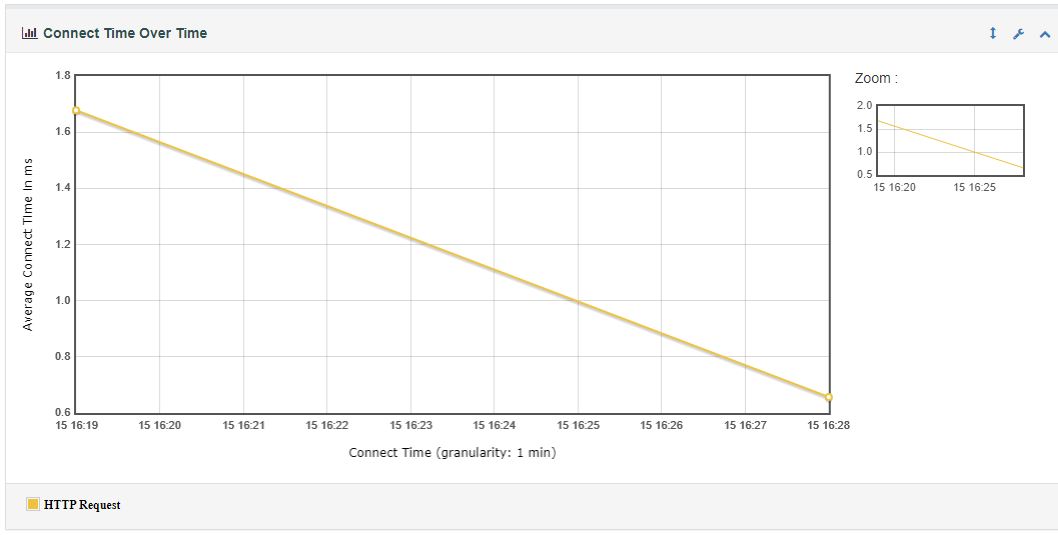 Connect Time Over Time
Zoom :
1.8
1.6
1.4
1.2
1.0
0.8
0.6
Average Connect Time In ms
15 16:19 15 16:20 15 16:21 15 16:22 15 16:23 15 16:24 15 16:25 15 16:26 15 16:27 15 16:28
Connect Time (granularity: 1 min)
2.0
1.5
1.0
0.5
15 16:20 15 16:25
HTTP Request